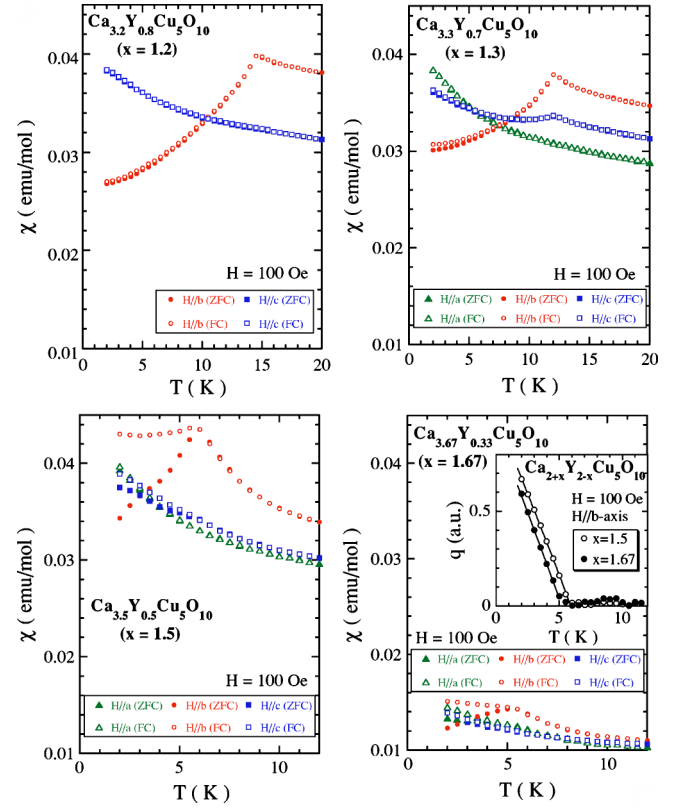 Ca3.2Y0.8Cu5O10
(x = 1.2)
0.04
0.03
0.02
0.01
χ ( emu/mol)
H = 100 Oe
H//b (ZFC) H//c (ZFC)
H//b (FC) H//c (FC)
0 5 10 15 20
T ( K )
Ca3.3Y0.7Cu5O10
(x = 1.3)
0.04
0.03
0.02
0.01
χ ( emu/mol)
H = 100 Oe
H//a (ZFC) H//b (ZFC) H//c (ZFC)
H//a (FC) H//b (FC) H//c (FC)
0 5 10 15 20
T ( K )
0.04
0.03
0.02
0.01
χ ( emu/mol)
Ca3.5Y0.5Cu5O10
(x = 1.5)
H = 100 Oe
H//a (ZFC) H//b (ZFC) H//c (ZFC)
H//a (FC) H//b (FC) H//c (FC)
0 5 10
T ( K )
Ca3.67Y0.33Cu5O10
(x = 1.67)
0.04
0.03
0.02
0.01
χ ( emu/mol)
Ca2+xY2-xCu5O10
H = 100 Oe
H//b-axis
x=1.5
x=1.67
q (a.u.)
0.5
0
0 5 10
T ( K )
H = 100 Oe
H//a (ZFC) H//b (ZFC) H//c (ZFC)
H//a (FC) H//b (FC) H//c (FC)
0 5 10
T ( K )